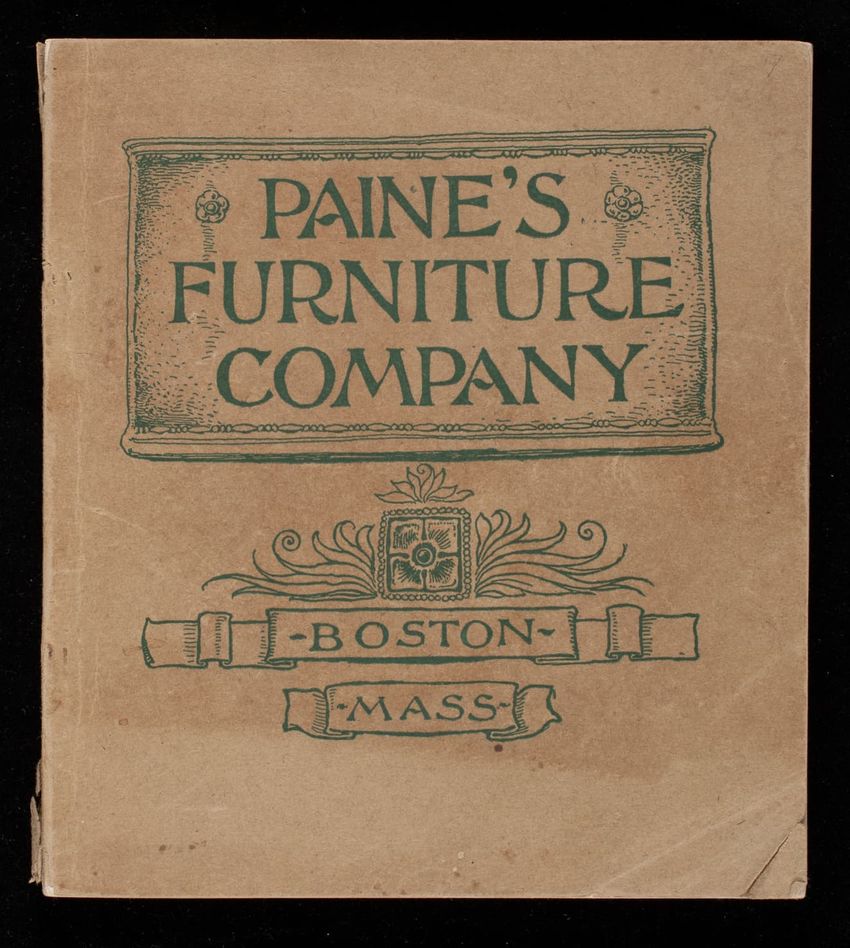 PAINE'S
FURNITURE
COMPANY
-BOSTON-
-MASS-